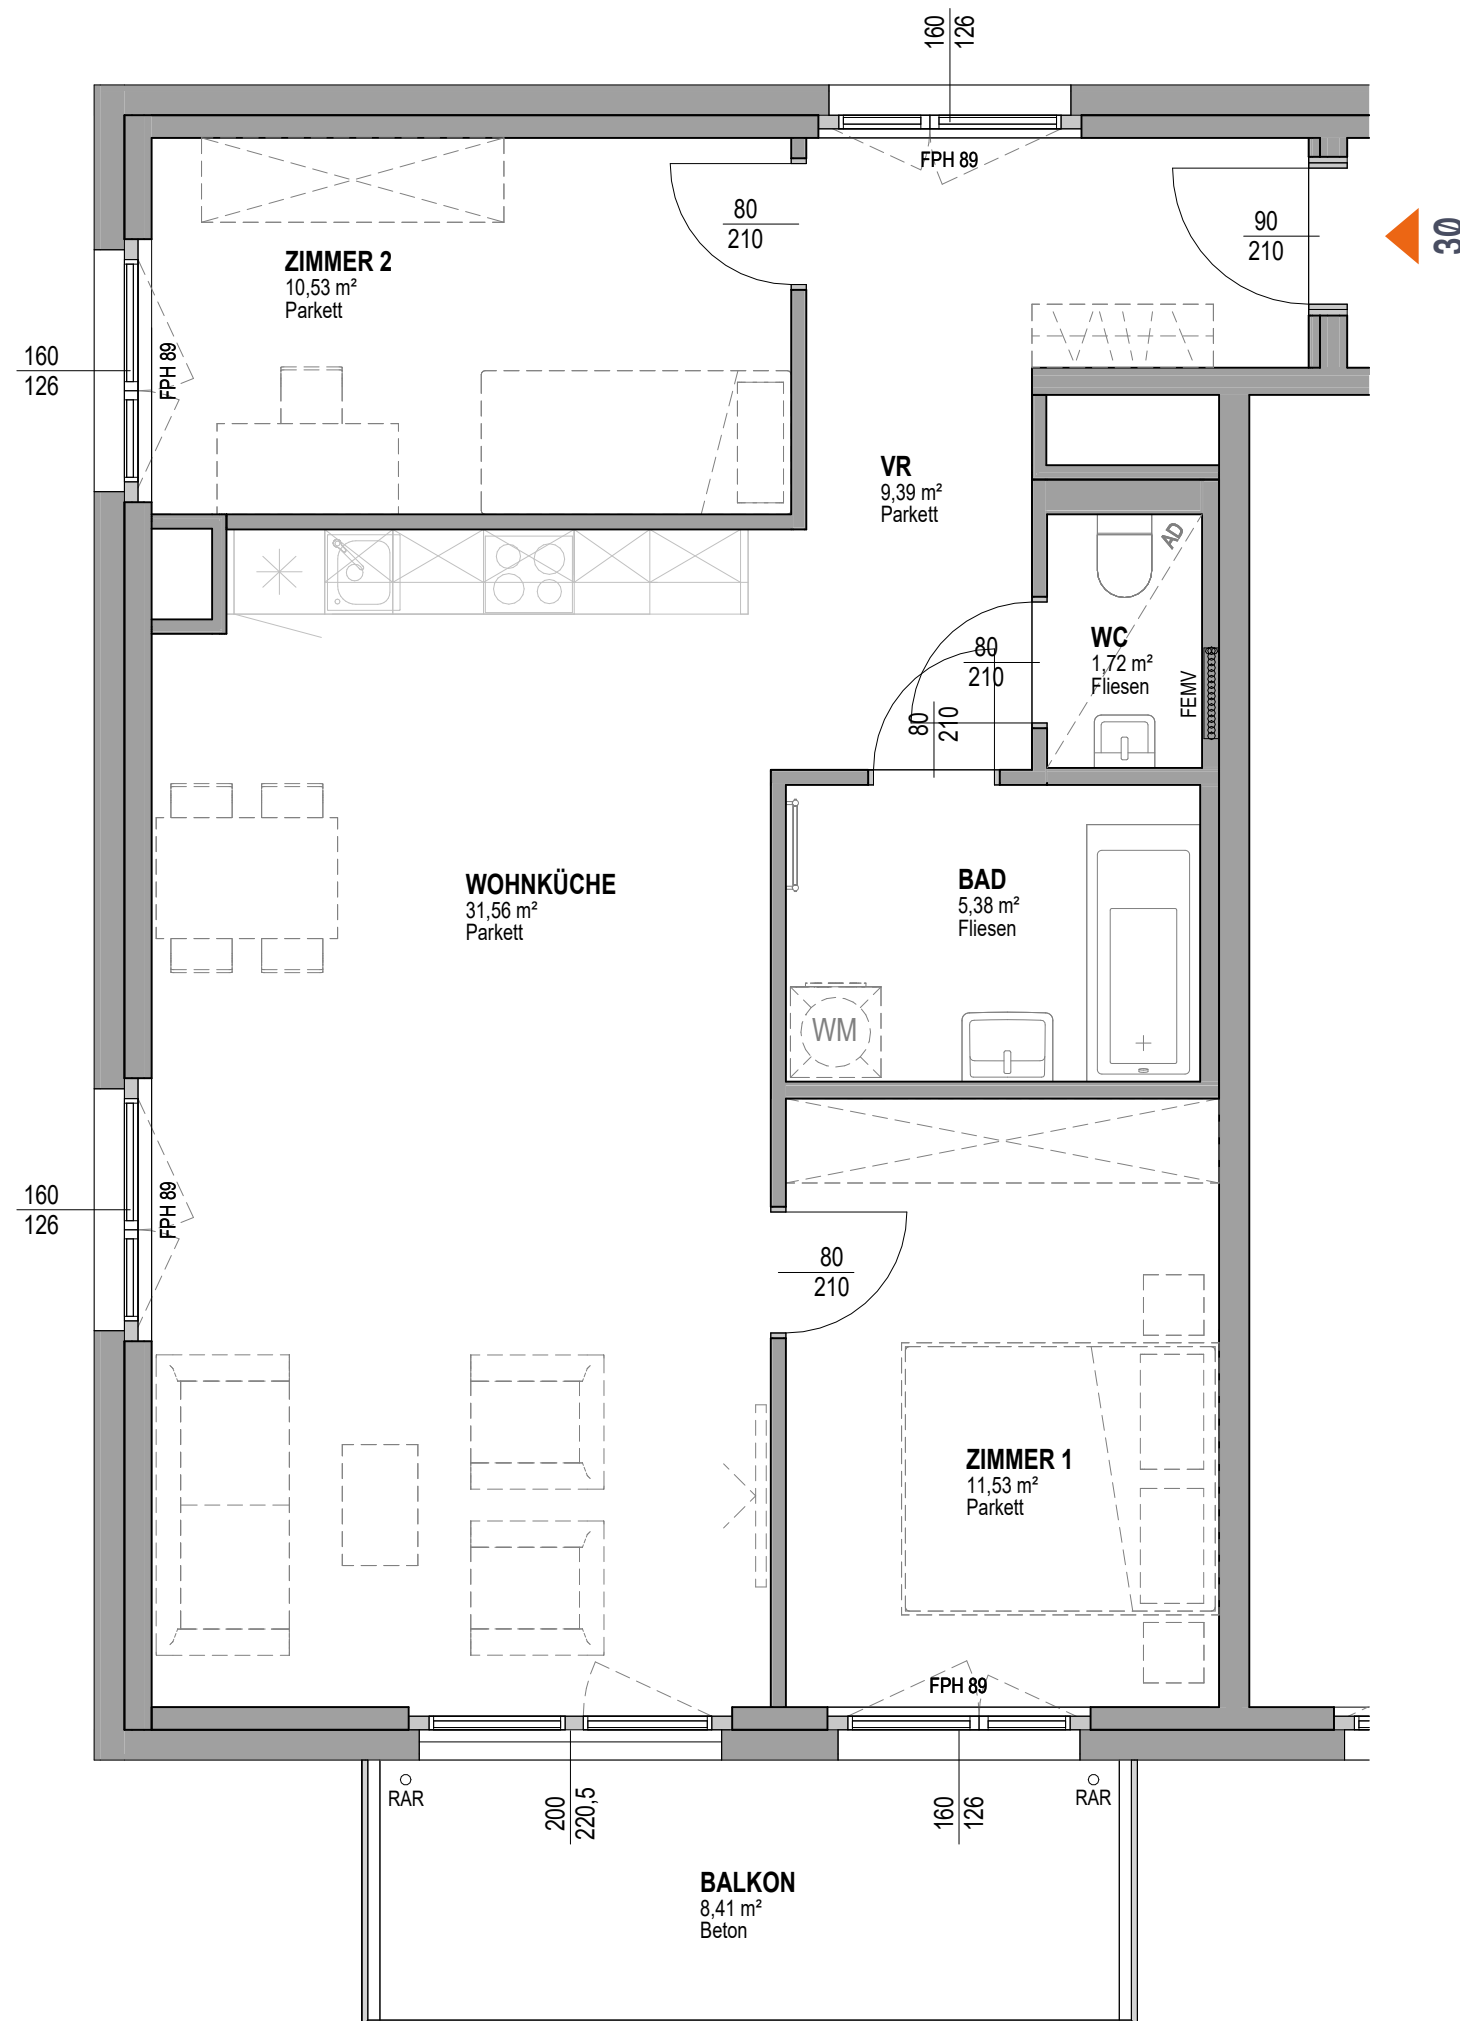 160
126
FPH 89
80
210
90
210
30
ZIMMER 2
10,53 m²
Parkett
160
126
FPH 89
VR
9,39 m²
Parkett
AD
WC
1,72 m²
Fliesen
FEMV
80
210
80
210
WOHNKÜCHE
31,56 m²
Parkett
BAD
5,38 m²
Fliesen
WM
160
126
FPH 89
80
210
ZIMMER 1
11,53 m²
Parkett
FPH 89
RAR
200
220,5
160
126
RAR
BALKON
8,41 m²
Beton